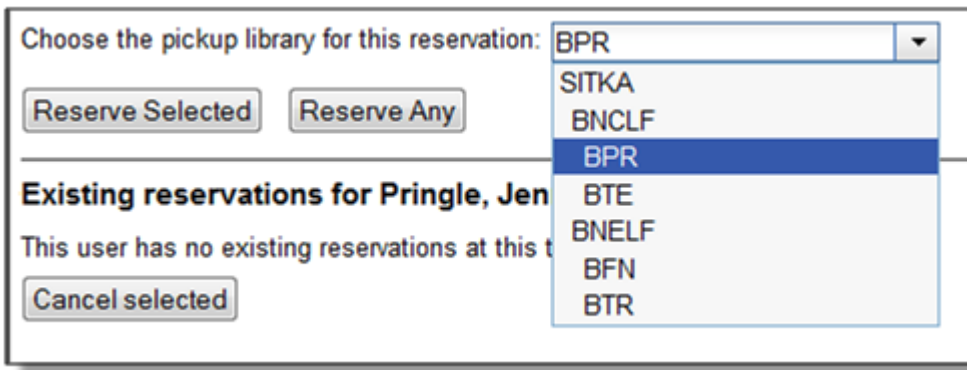 Choose the pickup library for this reservation: BPR
SITKA
Reserve Selected Reserve Any
BNCLF
BPR
BTE
BNELF
BFN
BTR
Existing reservations for Pringle, Jen
This user has no existing reservations at this t
Cancel selected